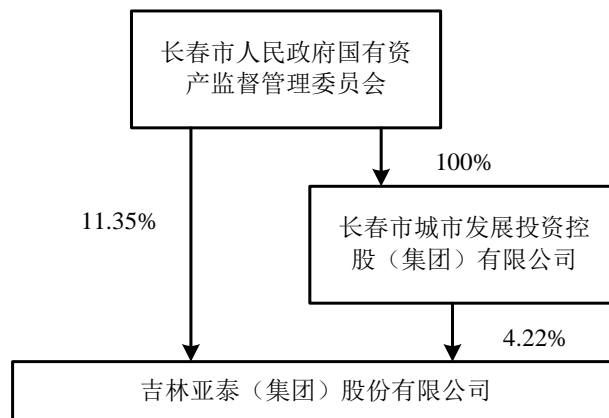 长春市人民政府国有资
产监督管理委员会
100%
11.35%
长春市城市发展投资控
股（集团）有限公司
4.22%
吉林亚泰（集团）股份有限公司